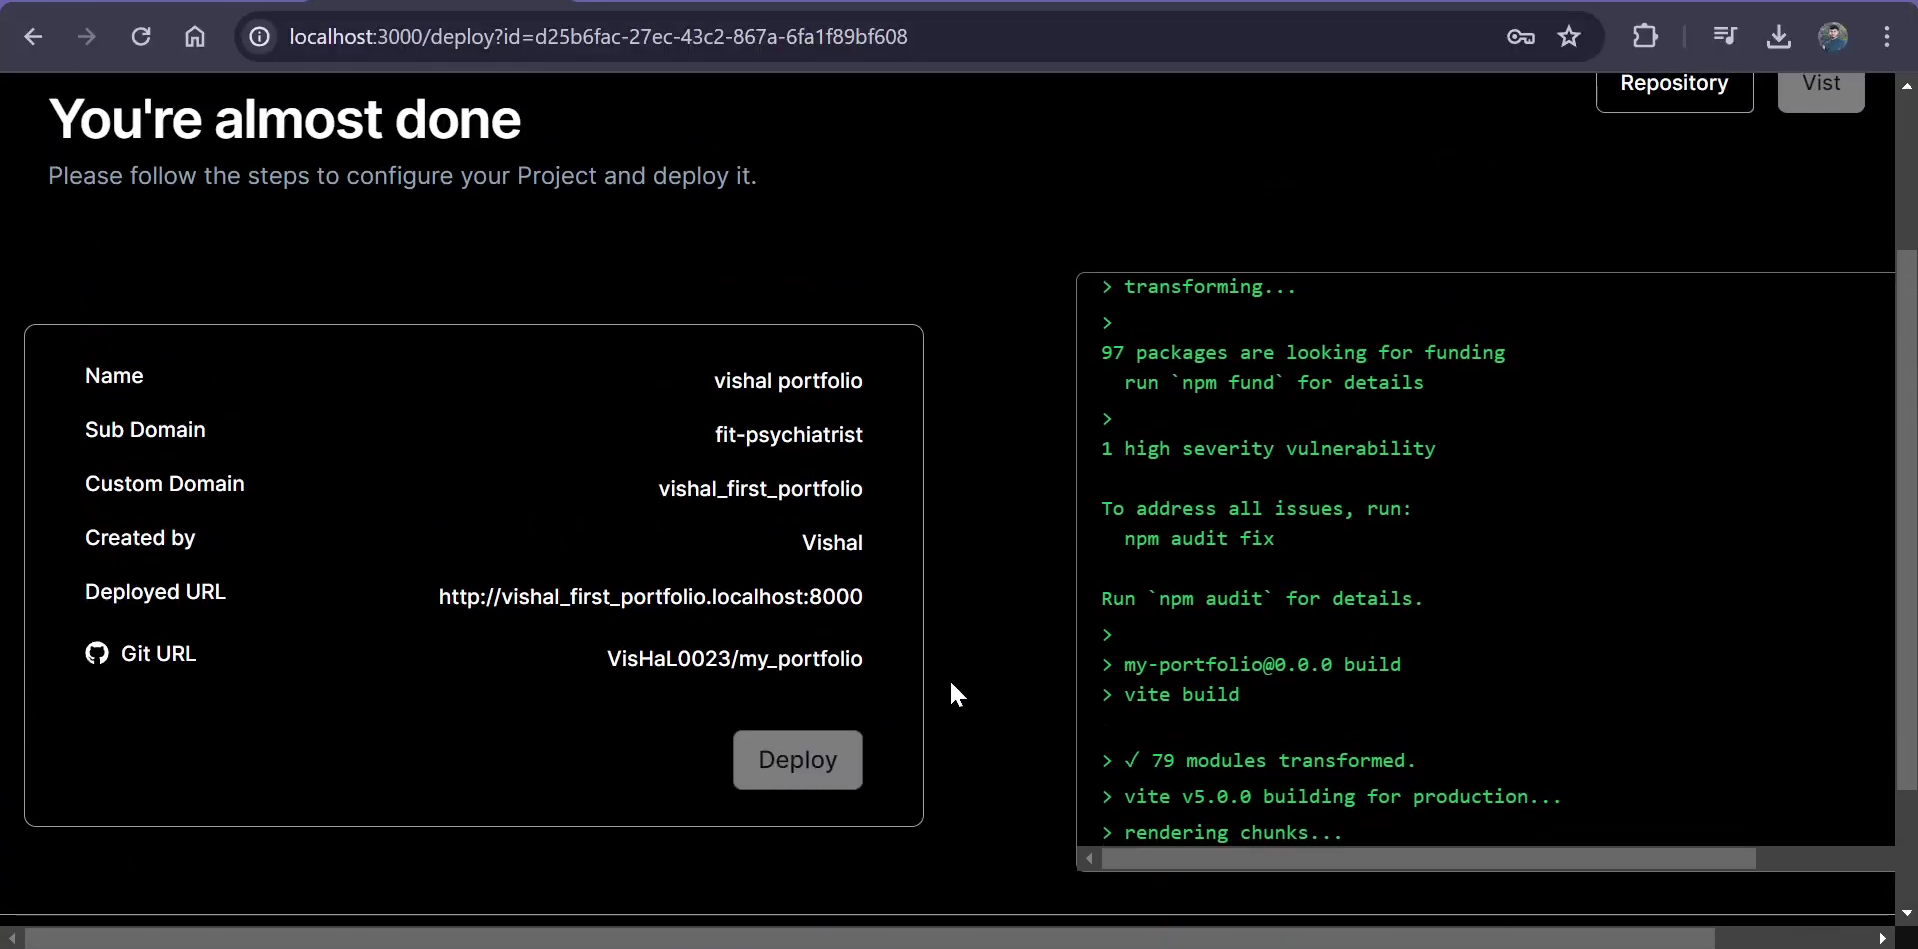 localhost:3000/deploy?id=d25b6fac-27ec-43c2-867a-6fa1f89bf608
Repository
Vist
You're almost done
Please follow the steps to configure your Project and deploy it.
Name vishal portfolio
Sub Domain fit-psychiatrist
Custom Domain vishal_first_portfolio
Created by Vishal
Deployed URL http://vishal_first_portfolio.localhost:8000
Git URL VisHaL0023/my_portfolio
Deploy
> transforming...
>
97 packages are looking for funding
run `npm fund` for details
>
1 high severity vulnerability
To address all issues, run:
npm audit fix
Run `npm audit` for details.
>
> my-portfolio@0.0.0 build
> vite build
> ✓ 79 modules transformed.
> vite v5.0.0 building for production...
> rendering chunks...